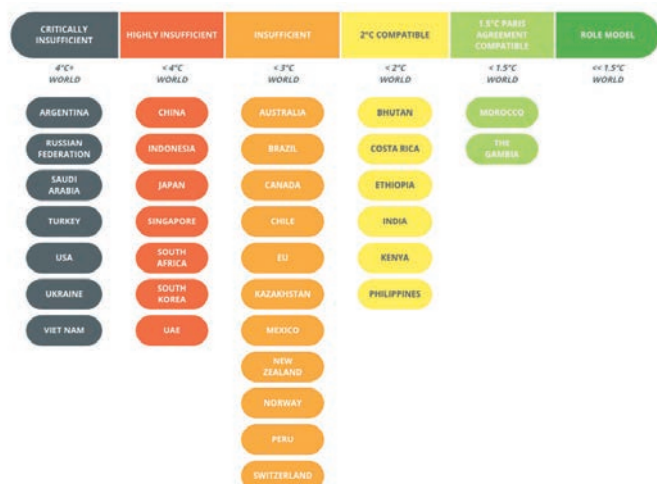 CRITICALLY
INSUFFICIENT
HIGHLY INSUFFICIENT
INSUFFICIENT
2°C COMPATIBLE
1.5°C PARIS
AGREEMENT
COMPATIBLE
ROLE MODEL
4°C+
WORLD
< 4°C
WORLD
< 3°C
WORLD
< 2°C
WORLD
< 1.5°C
WORLD
<< 1.5°C
WORLD
ARGENTINA
RUSSIAN
FEDERATION
SAUDI
ARABIA
TURKEY
USA
UKRAINE
VIET NAM
CHINA
INDONESIA
JAPAN
SINGAPORE
SOUTH
AFRICA
SOUTH
KOREA
UAE
AUSTRALIA
BRAZIL
CANADA
CHILE
EU
KAZAKHSTAN
MEXICO
NEW
ZEALAND
NORWAY
PERU
SWITZERLAND
BHUTAN
COSTA RICA
ETHIOPIA
INDIA
KENYA
PHILIPPINES
MOROCCO
THE
GAMBIA